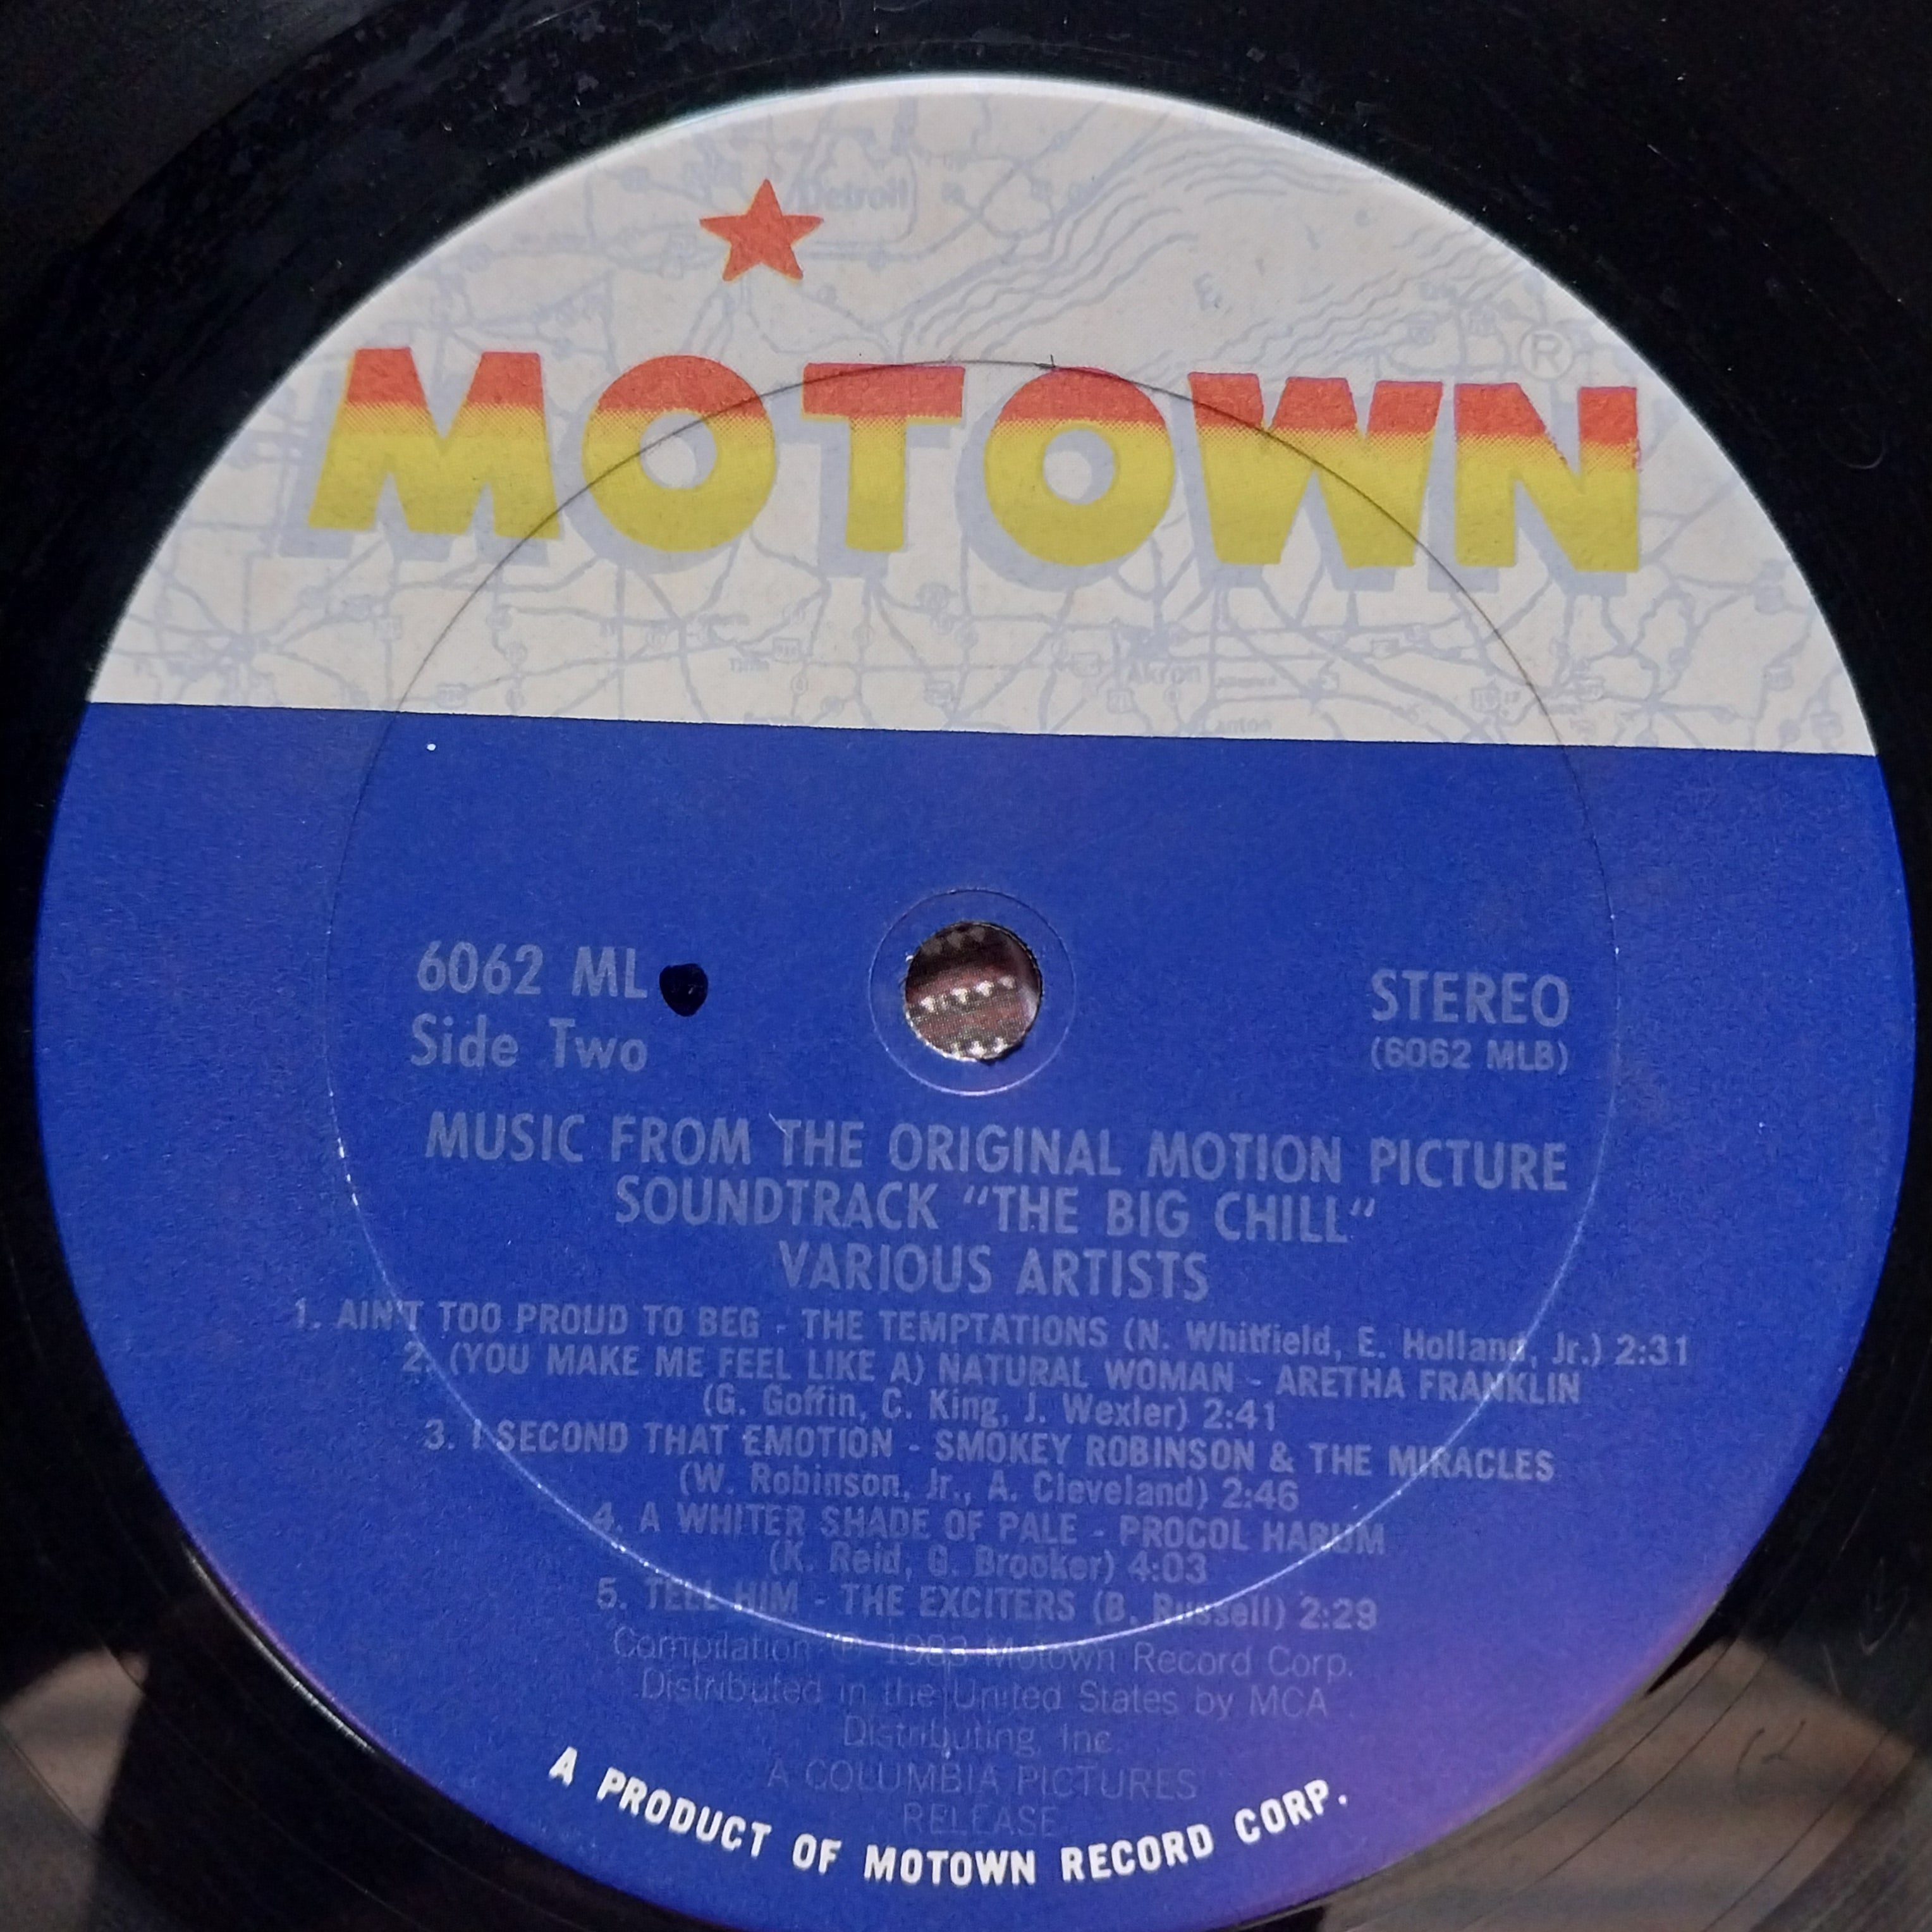 Detroit
MOTOWN
®
Akron
6062 ML
Side Two
STEREO
(6062 MLB)
MUSIC FROM THE ORIGINAL MOTION PICTURE
SOUNDTRACK "THE BIG CHILL"
VARIOUS ARTISTS
1. AIN'T TOO PROUD TO BEG - THE TEMPTATIONS (N. Whitfield, E. Holland, Jr.) 2:31
2. (YOU MAKE ME FEEL LIKE A) NATURAL WOMAN - ARETHA FRANKLIN
(G. Goffin, C. King, J. Wexler) 2:41
3. I SECOND THAT EMOTION - SMOKEY ROBINSON & THE MIRACLES
(W. Robinson, Jr., A. Cleveland) 2:46
4. A WHITER SHADE OF PALE - PROCOL HARUM
(K. Reid, G. Brooker) 4:03
5. TELL HIM - THE EXCITERS (B. Russell) 2:29
Compilation ℗ 1983 Motown Record Corp.
Distributed in the United States by MCA
Distributing, Inc.
A COLUMBIA PICTURES
RELEASE
A PRODUCT OF MOTOWN RECORD CORP.